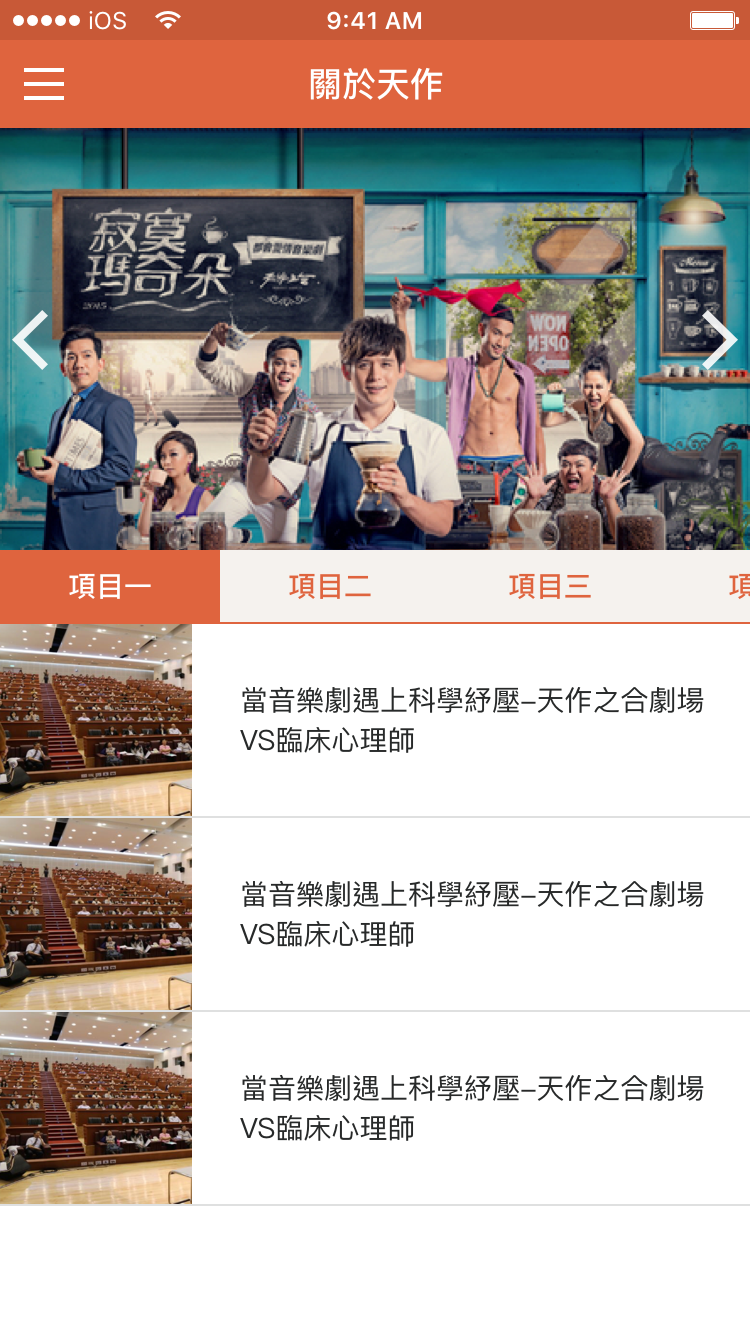 iOS 9:41 AM
關於天作
寂寞
瑪奇朵
都會愛情音樂劇
2015
Menu
NOW
OPEN
項目一 項目二 項目三 項
當音樂劇遇上科學紓壓–天作之合劇場
VS臨床心理師
當音樂劇遇上科學紓壓–天作之合劇場
VS臨床心理師
當音樂劇遇上科學紓壓–天作之合劇場
VS臨床心理師